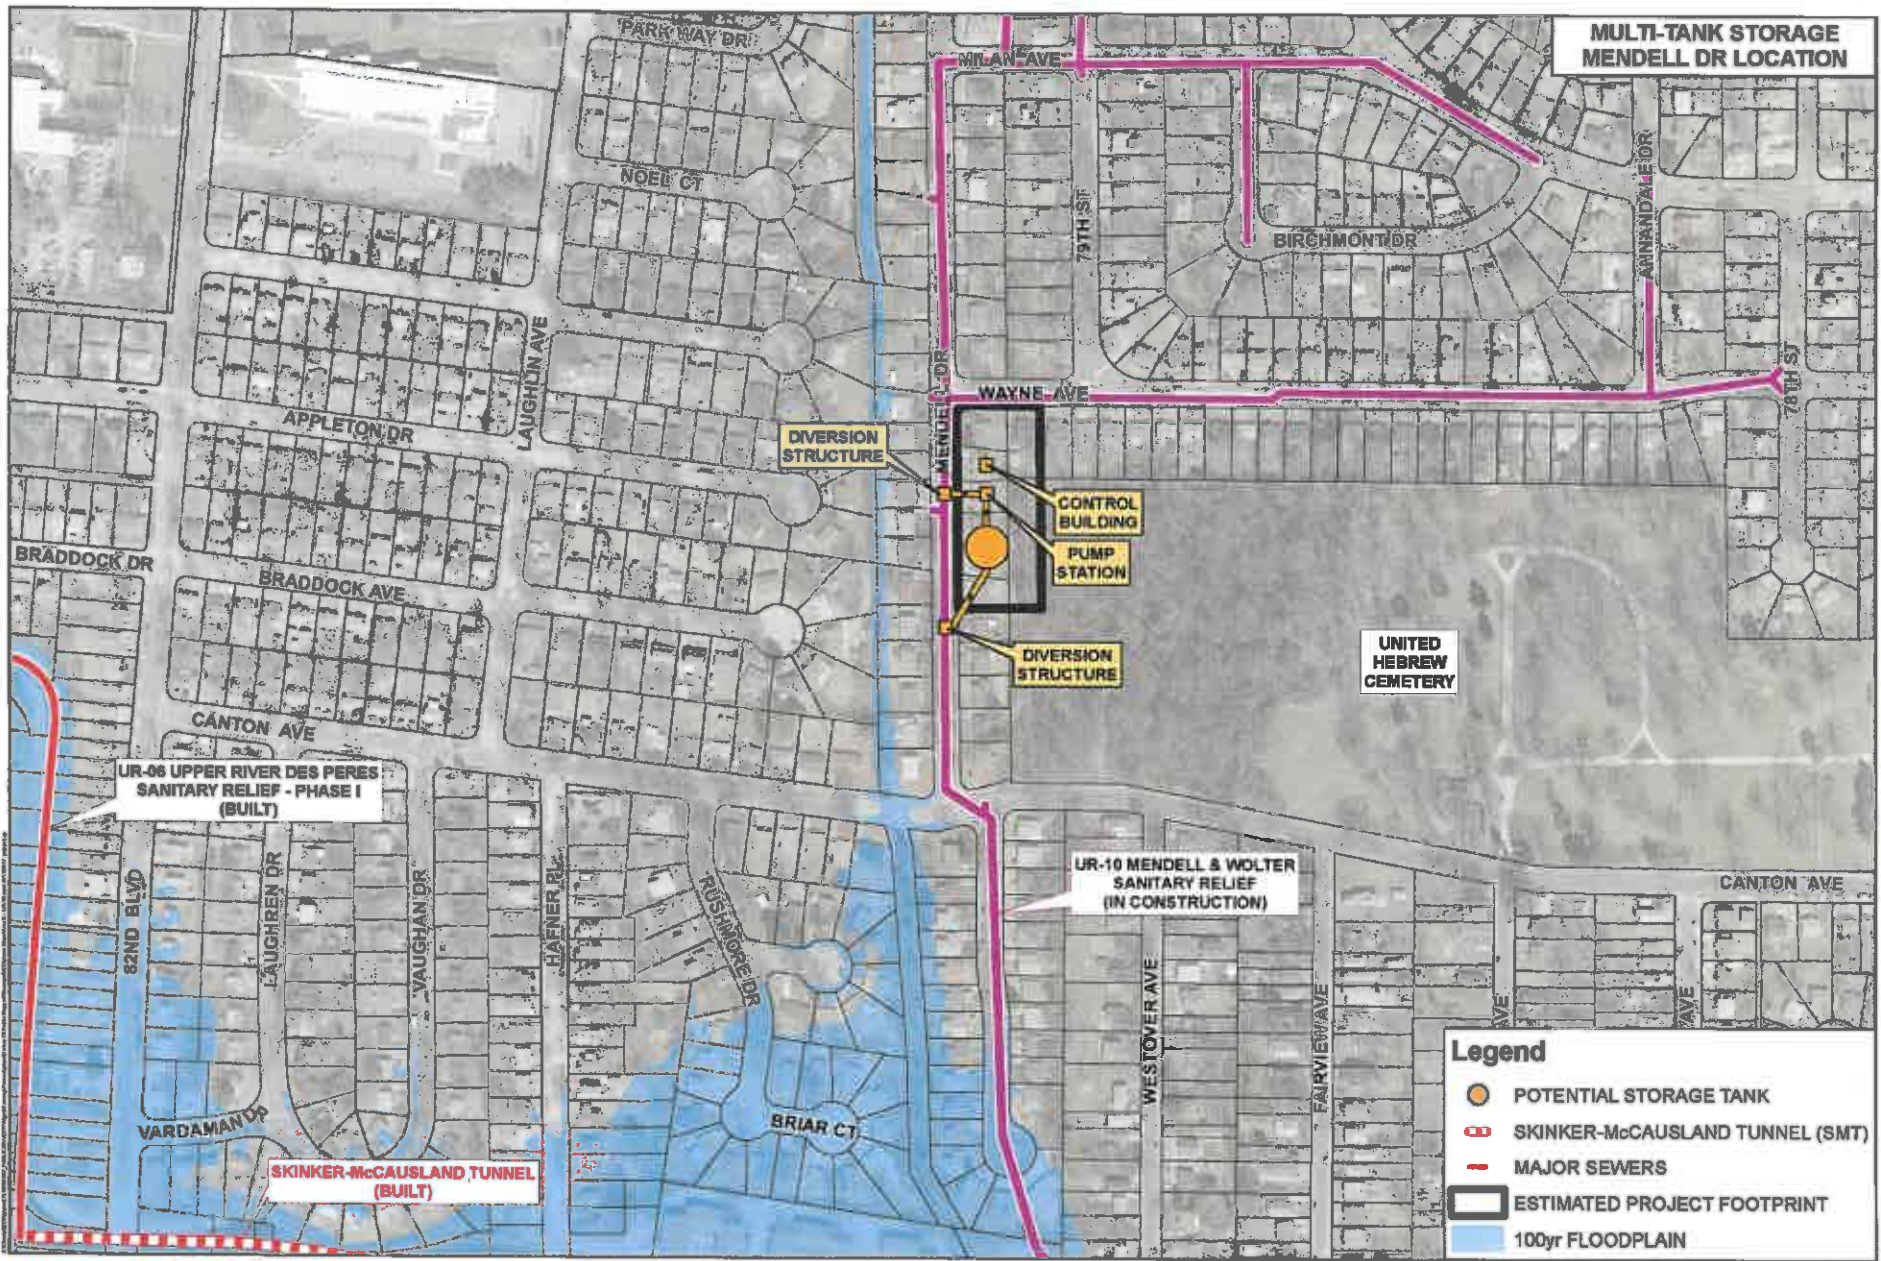 MULTI-TANK STORAGE
MENDELL DR LOCATION
PARK WAY DR
MILAN AVE
NOEL CT
79TH ST
ANNANDALE DR
BIRCHMONT DR
LAUGHLIN AVE
MENDELL DR
WAYNE AVE
78TH ST
APPLETON DR
DIVERSION
STRUCTURE
CONTROL
BUILDING
PUMP
STATION
BRADDOCK DR
BRADDOCK AVE
DIVERSION
STRUCTURE
UNITED
HEBREW
CEMETERY
CANTON AVE
UR-06 UPPER RIVER DES PERES
SANITARY RELIEF - PHASE I
(BUILT)
UR-10 MENDELL & WOLTER
SANITARY RELIEF
(IN CONSTRUCTION)
CANTON AVE
82ND BLVD
LAUGHREN DR
VAUGHAN DR
HAFNER PL
RUSHMORE DR
WESTOVER AVE
FAIRVIEW AVE
AVE
AVE
VARDAMAN DR
BRIAR CT
SKINKER-McCAUSLAND TUNNEL
(BUILT)
Legend
POTENTIAL STORAGE TANK
SKINKER-McCAUSLAND TUNNEL (SMT)
MAJOR SEWERS
ESTIMATED PROJECT FOOTPRINT
100yr FLOODPLAIN